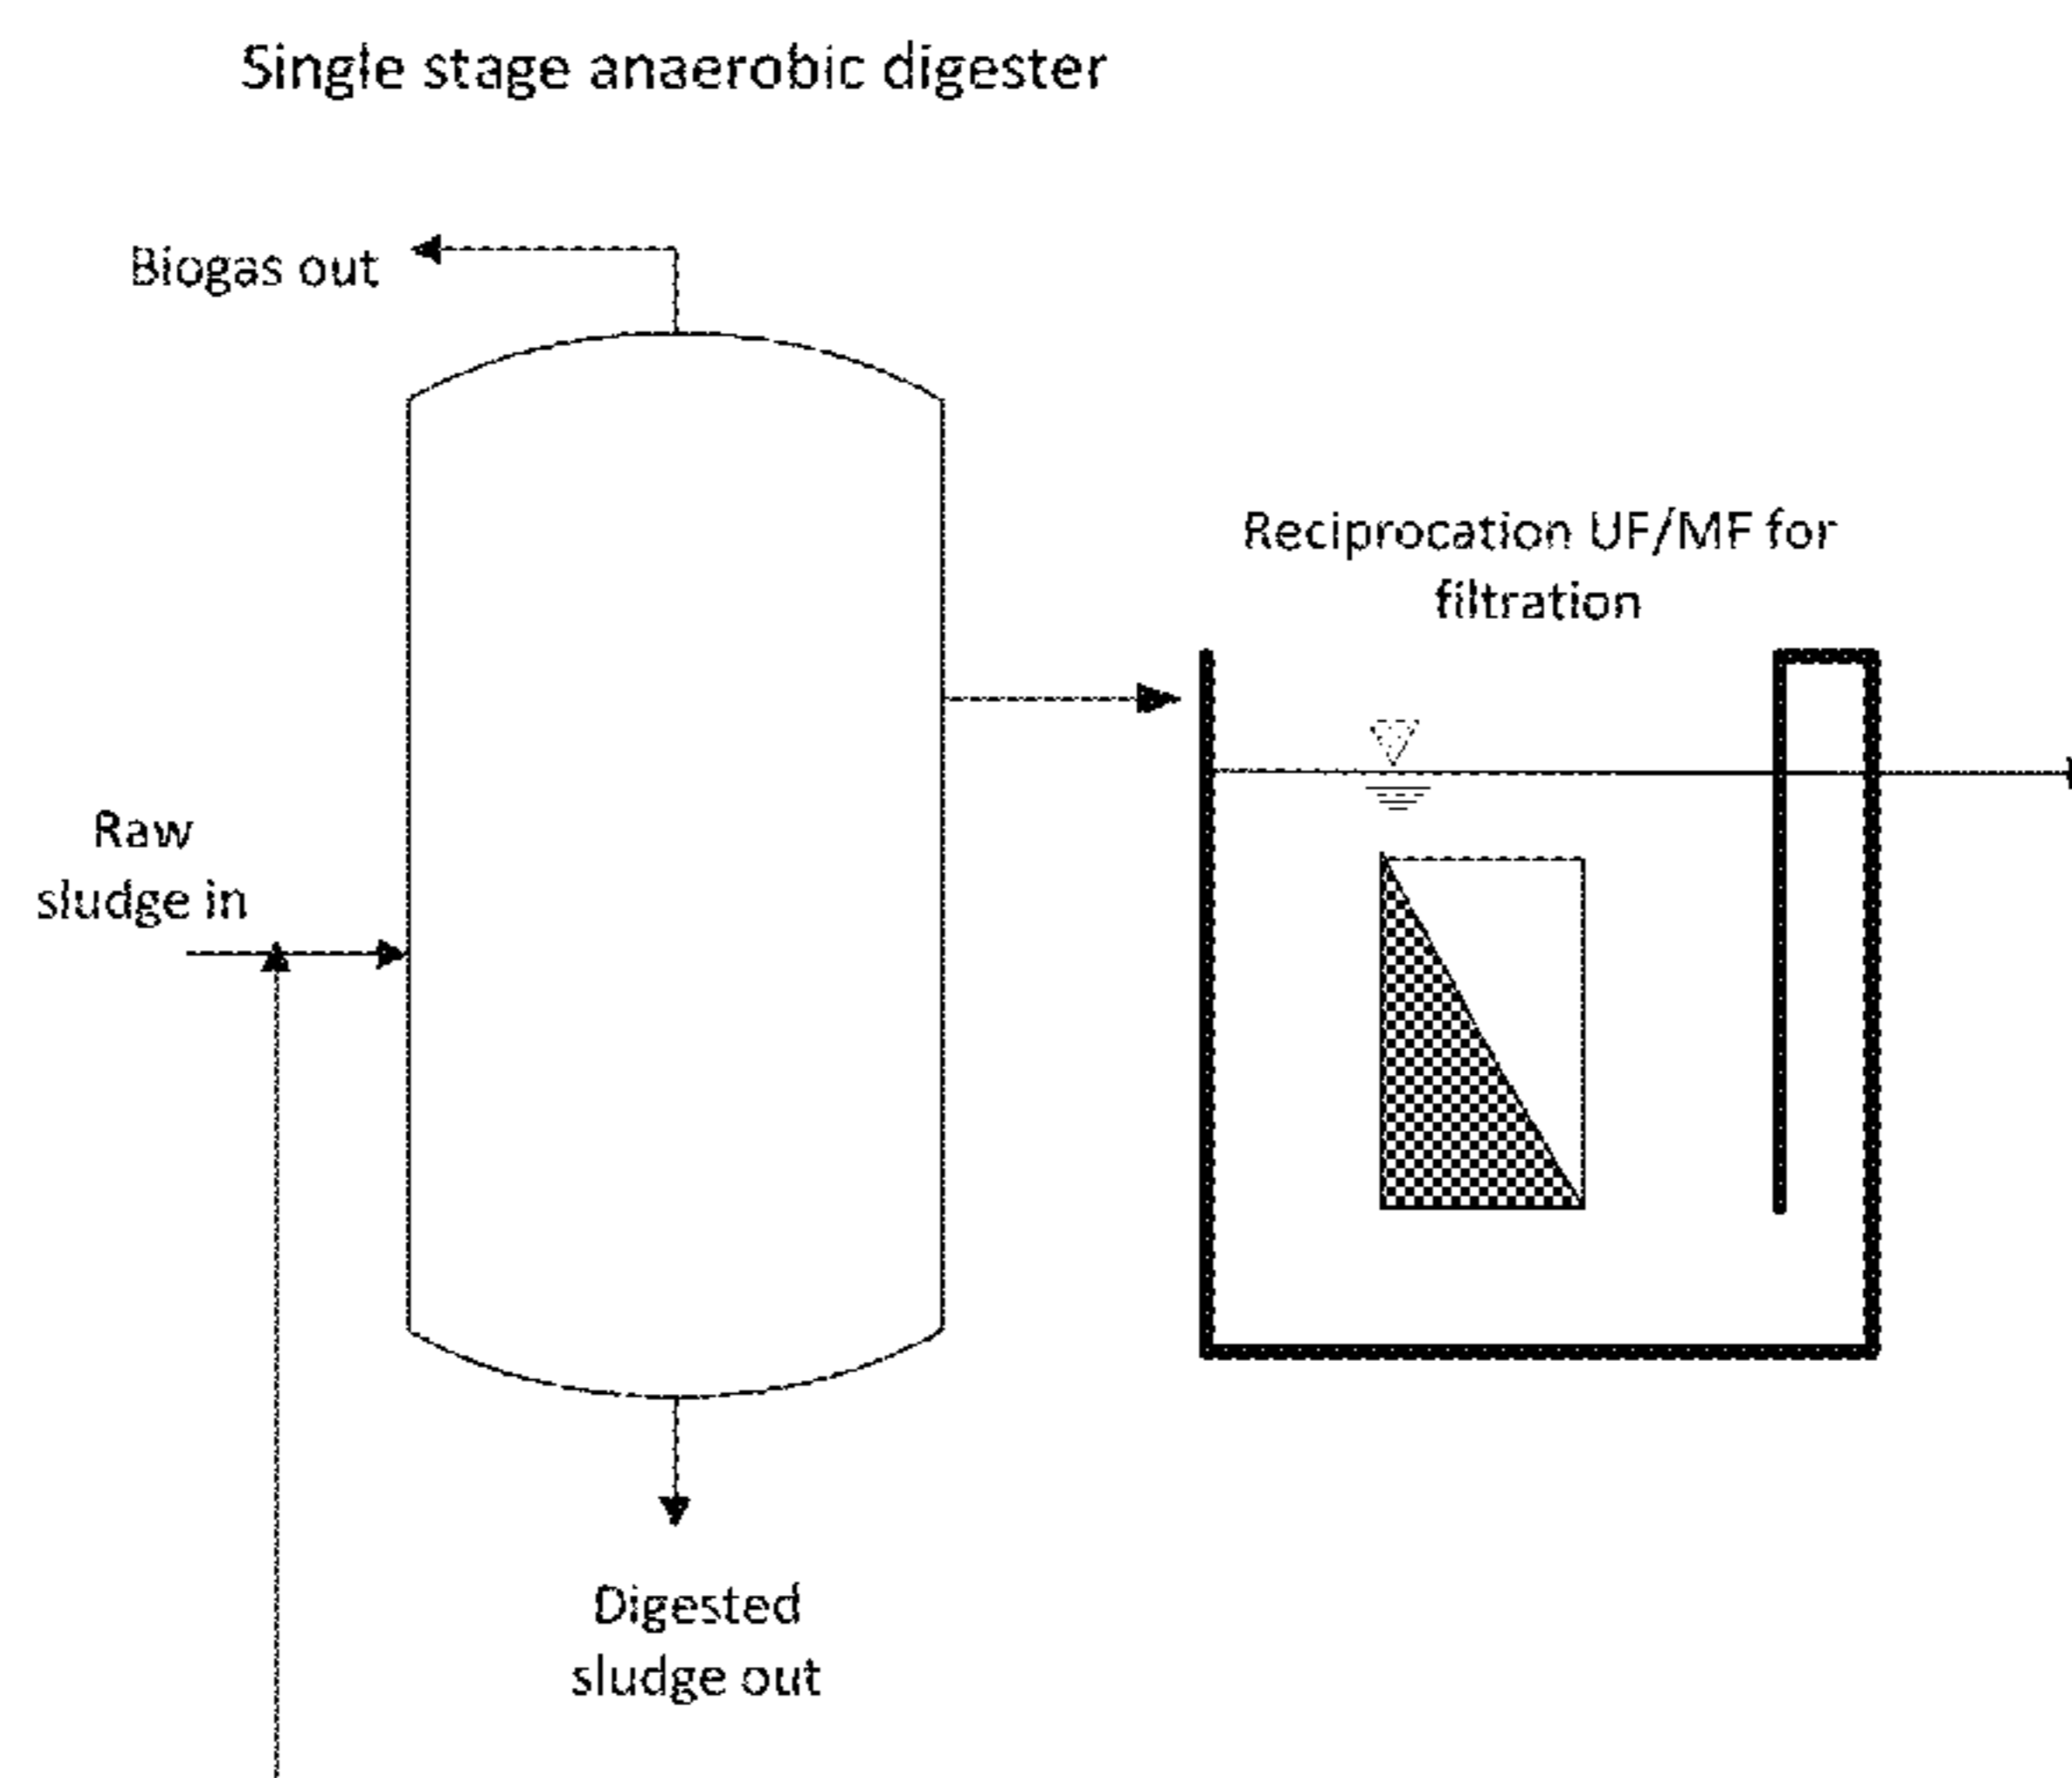 Single stage anaerobic digester
Biogas out
Reciprocation UF/MF for
filtration
Raw
sludge in
Digested
sludge out